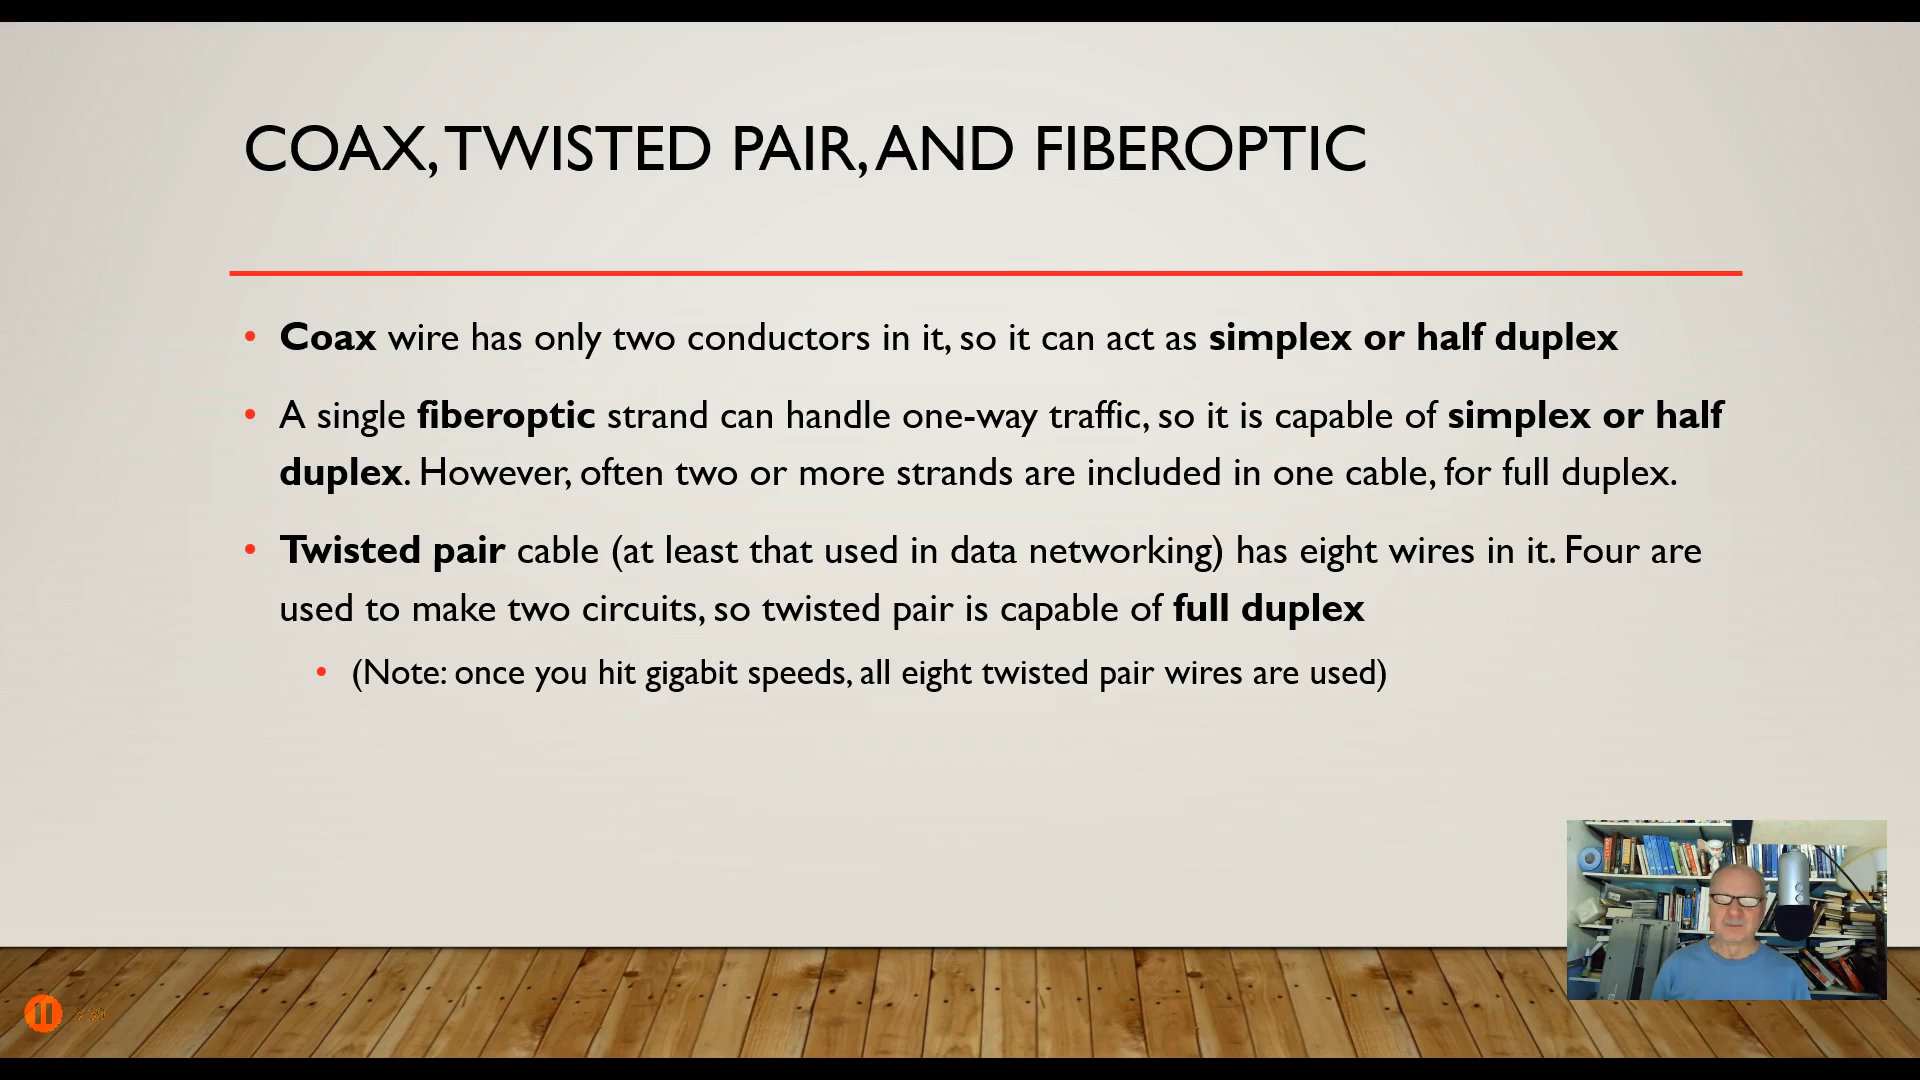 COAX, TWISTED PAIR, AND FIBEROPTIC
• Coax wire has only two conductors in it, so it can act as simplex or half duplex
• A single fiberoptic strand can handle one-way traffic, so it is capable of simplex or half
duplex. However, often two or more strands are included in one cable, for full duplex.
• Twisted pair cable (at least that used in data networking) has eight wires in it. Four are
used to make two circuits, so twisted pair is capable of full duplex
• (Note: once you hit gigabit speeds, all eight twisted pair wires are used)